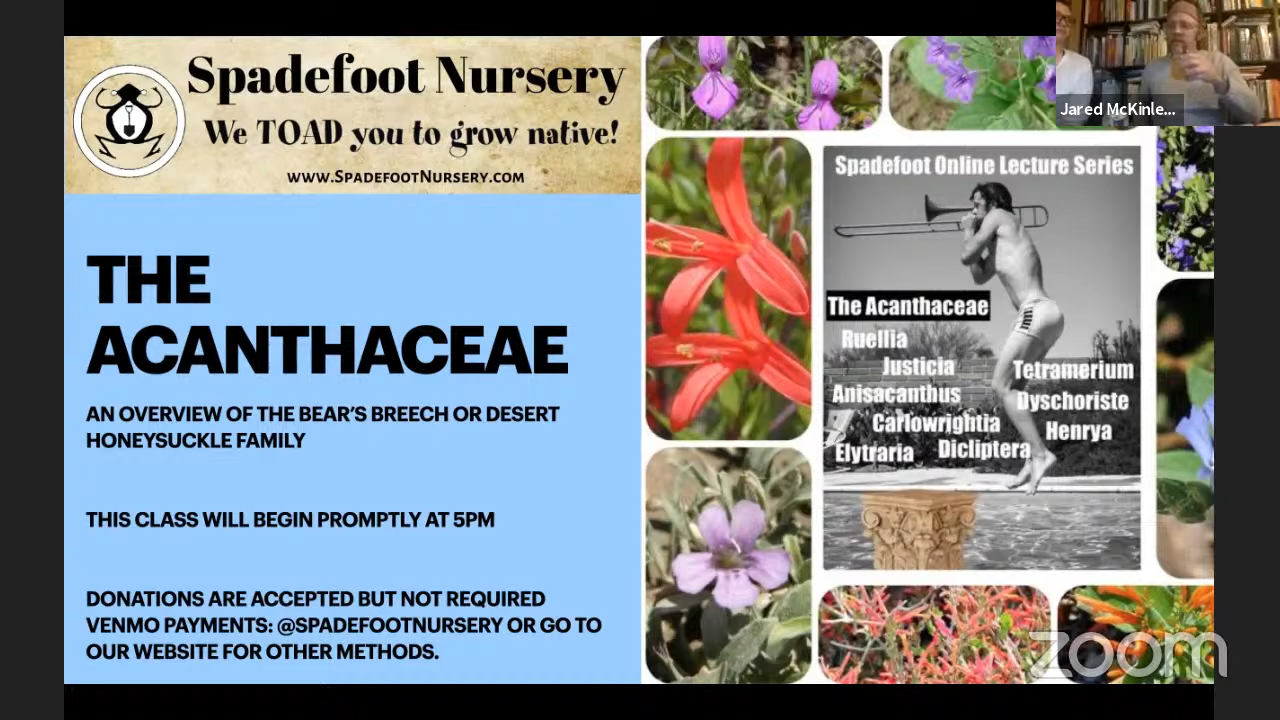 Spadefoot Nursery
We TOAD you to grow native!
www.SpadefootNursery.com
THE
ACANTHACEAE
AN OVERVIEW OF THE BEAR'S BREECH OR DESERT
HONEYSUCKLE FAMILY
THIS CLASS WILL BEGIN PROMPTLY AT 5PM
DONATIONS ARE ACCEPTED BUT NOT REQUIRED
VENMO PAYMENTS: @SPADEFOOTNURSERY OR GO TO
OUR WEBSITE FOR OTHER METHODS.
Jared McKinle...
Spadefoot Online Lecture Series
The Acanthaceae
Ruellia
Justicia
Anisacanthus
Carlowrightia
Elytraria
Dicliptera
Tetramerium
Dyschoriste
Henrya
zoom